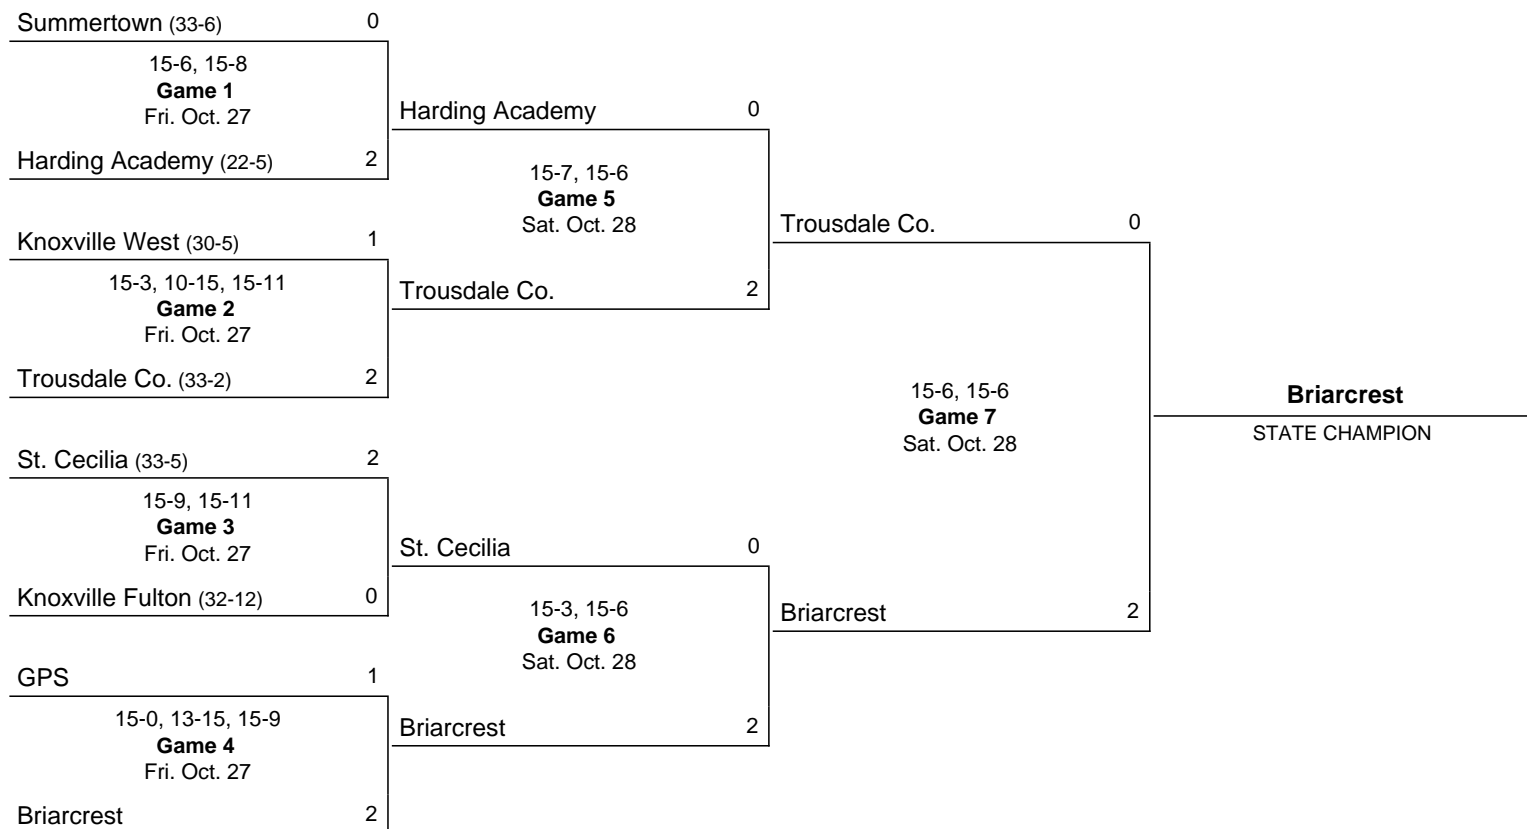 Summertown (33-6) 0
15-6, 15-8
Game 1
Fri. Oct. 27
Harding Academy (22-5) 2
Knoxville West (30-5) 1
15-3, 10-15, 15-11
Game 2
Fri. Oct. 27
Trousdale Co. (33-2) 2
St. Cecilia (33-5) 2
15-9, 15-11
Game 3
Fri. Oct. 27
Knoxville Fulton (32-12) 0
GPS 1
15-0, 13-15, 15-9
Game 4
Fri. Oct. 27
Briarcrest 2
Harding Academy 0
15-7, 15-6
Game 5
Sat. Oct. 28
Trousdale Co. 2
St. Cecilia 0
15-3, 15-6
Game 6
Sat. Oct. 28
Briarcrest 2
Trousdale Co. 0
15-6, 15-6
Game 7
Sat. Oct. 28
Briarcrest 2
Briarcrest
STATE CHAMPION